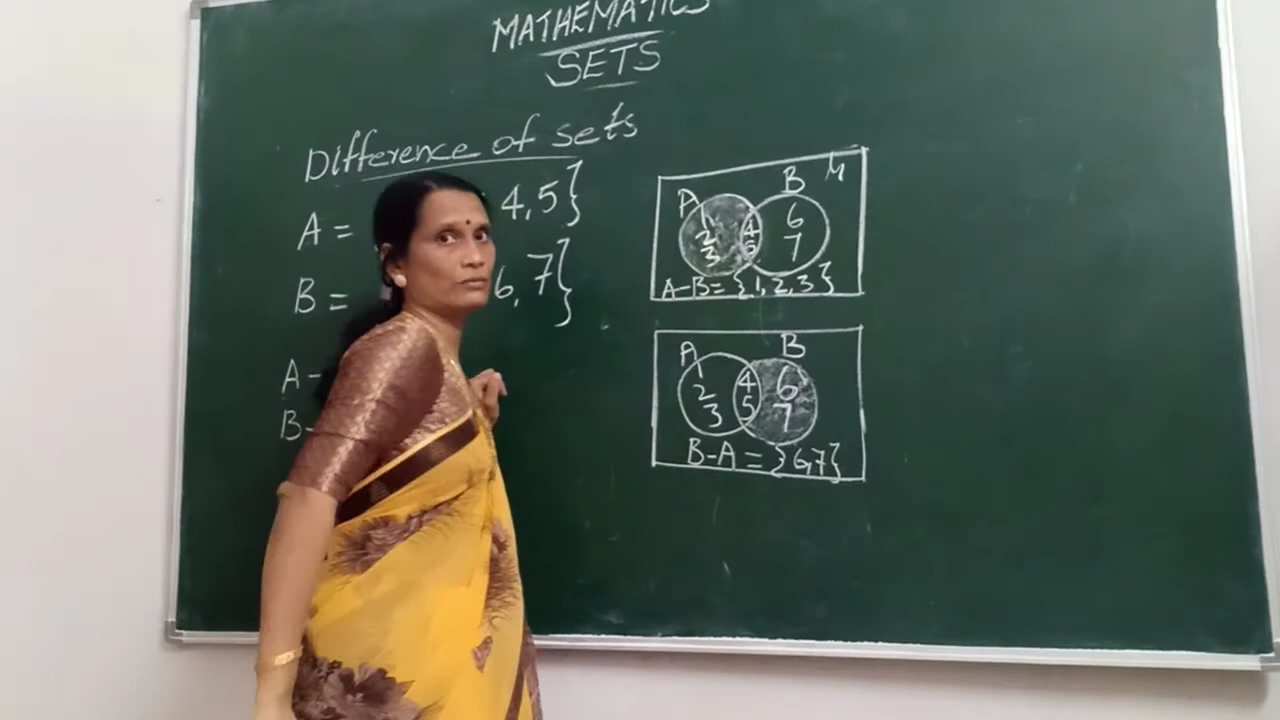 MATHEMATICS
SETS
Difference of sets
A = 4,5}
B = 6,7}
A -
B-
A B
1 2 3 4 5 6 7
A-B= {1,2,3}
A B
1 2 3 4 5 6 7
B-A = {6,7}